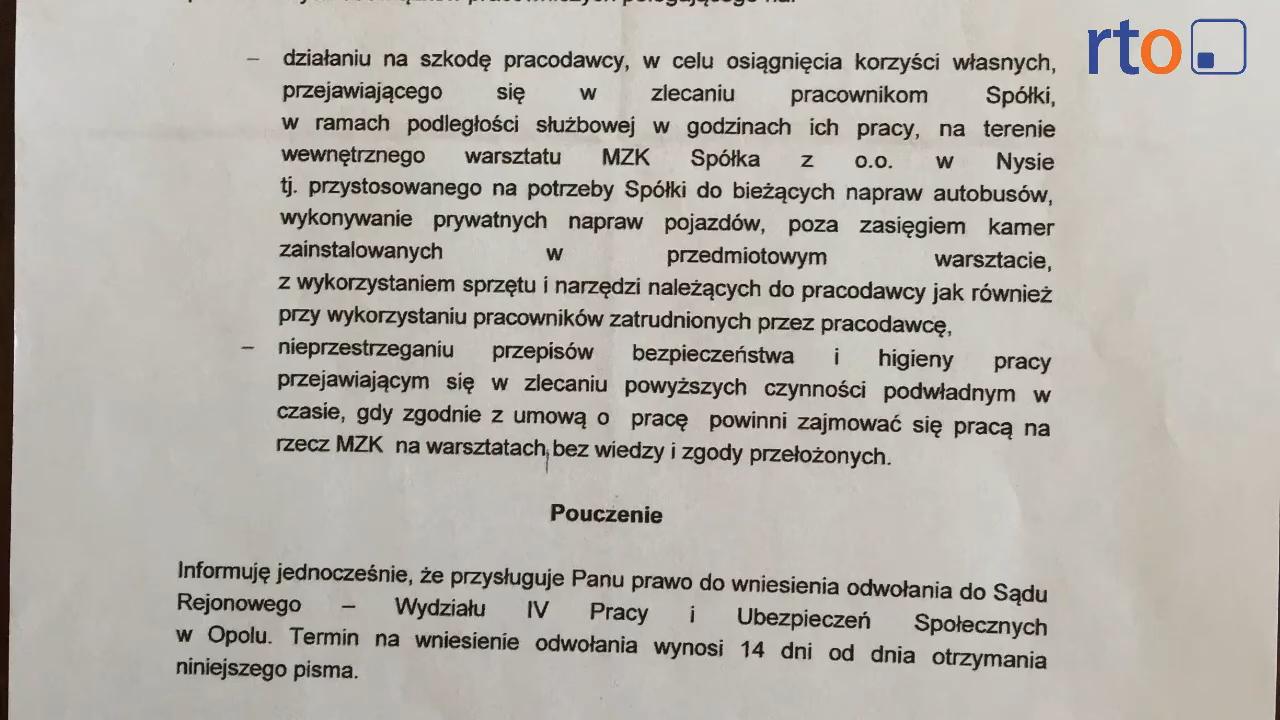 rto
– działaniu na szkodę pracodawcy, w celu osiągnięcia korzyści własnych,
przejawiającego się w zlecaniu pracownikom Spółki,
w ramach podległości służbowej w godzinach ich pracy, na terenie
wewnętrznego warsztatu MZK Spółka z o.o. w Nysie
tj. przystosowanego na potrzeby Spółki do bieżących napraw autobusów,
wykonywanie prywatnych napraw pojazdów, poza zasięgiem kamer
zainstalowanych w przedmiotowym warsztacie,
z wykorzystaniem sprzętu i narzędzi należących do pracodawcy jak również
przy wykorzystaniu pracowników zatrudnionych przez pracodawcę,
– nieprzestrzeganiu przepisów bezpieczeństwa i higieny pracy
przejawiającym się w zlecaniu powyższych czynności podwładnym w
czasie, gdy zgodnie z umową o pracę powinni zajmować się pracą na
rzecz MZK na warsztatach, bez wiedzy i zgody przełożonych.
Pouczenie
Informuję jednocześnie, że przysługuje Panu prawo do wniesienia odwołania do Sądu
Rejonowego – Wydziału IV Pracy i Ubezpieczeń Społecznych
w Opolu. Termin na wniesienie odwołania wynosi 14 dni od dnia otrzymania
niniejszego pisma.